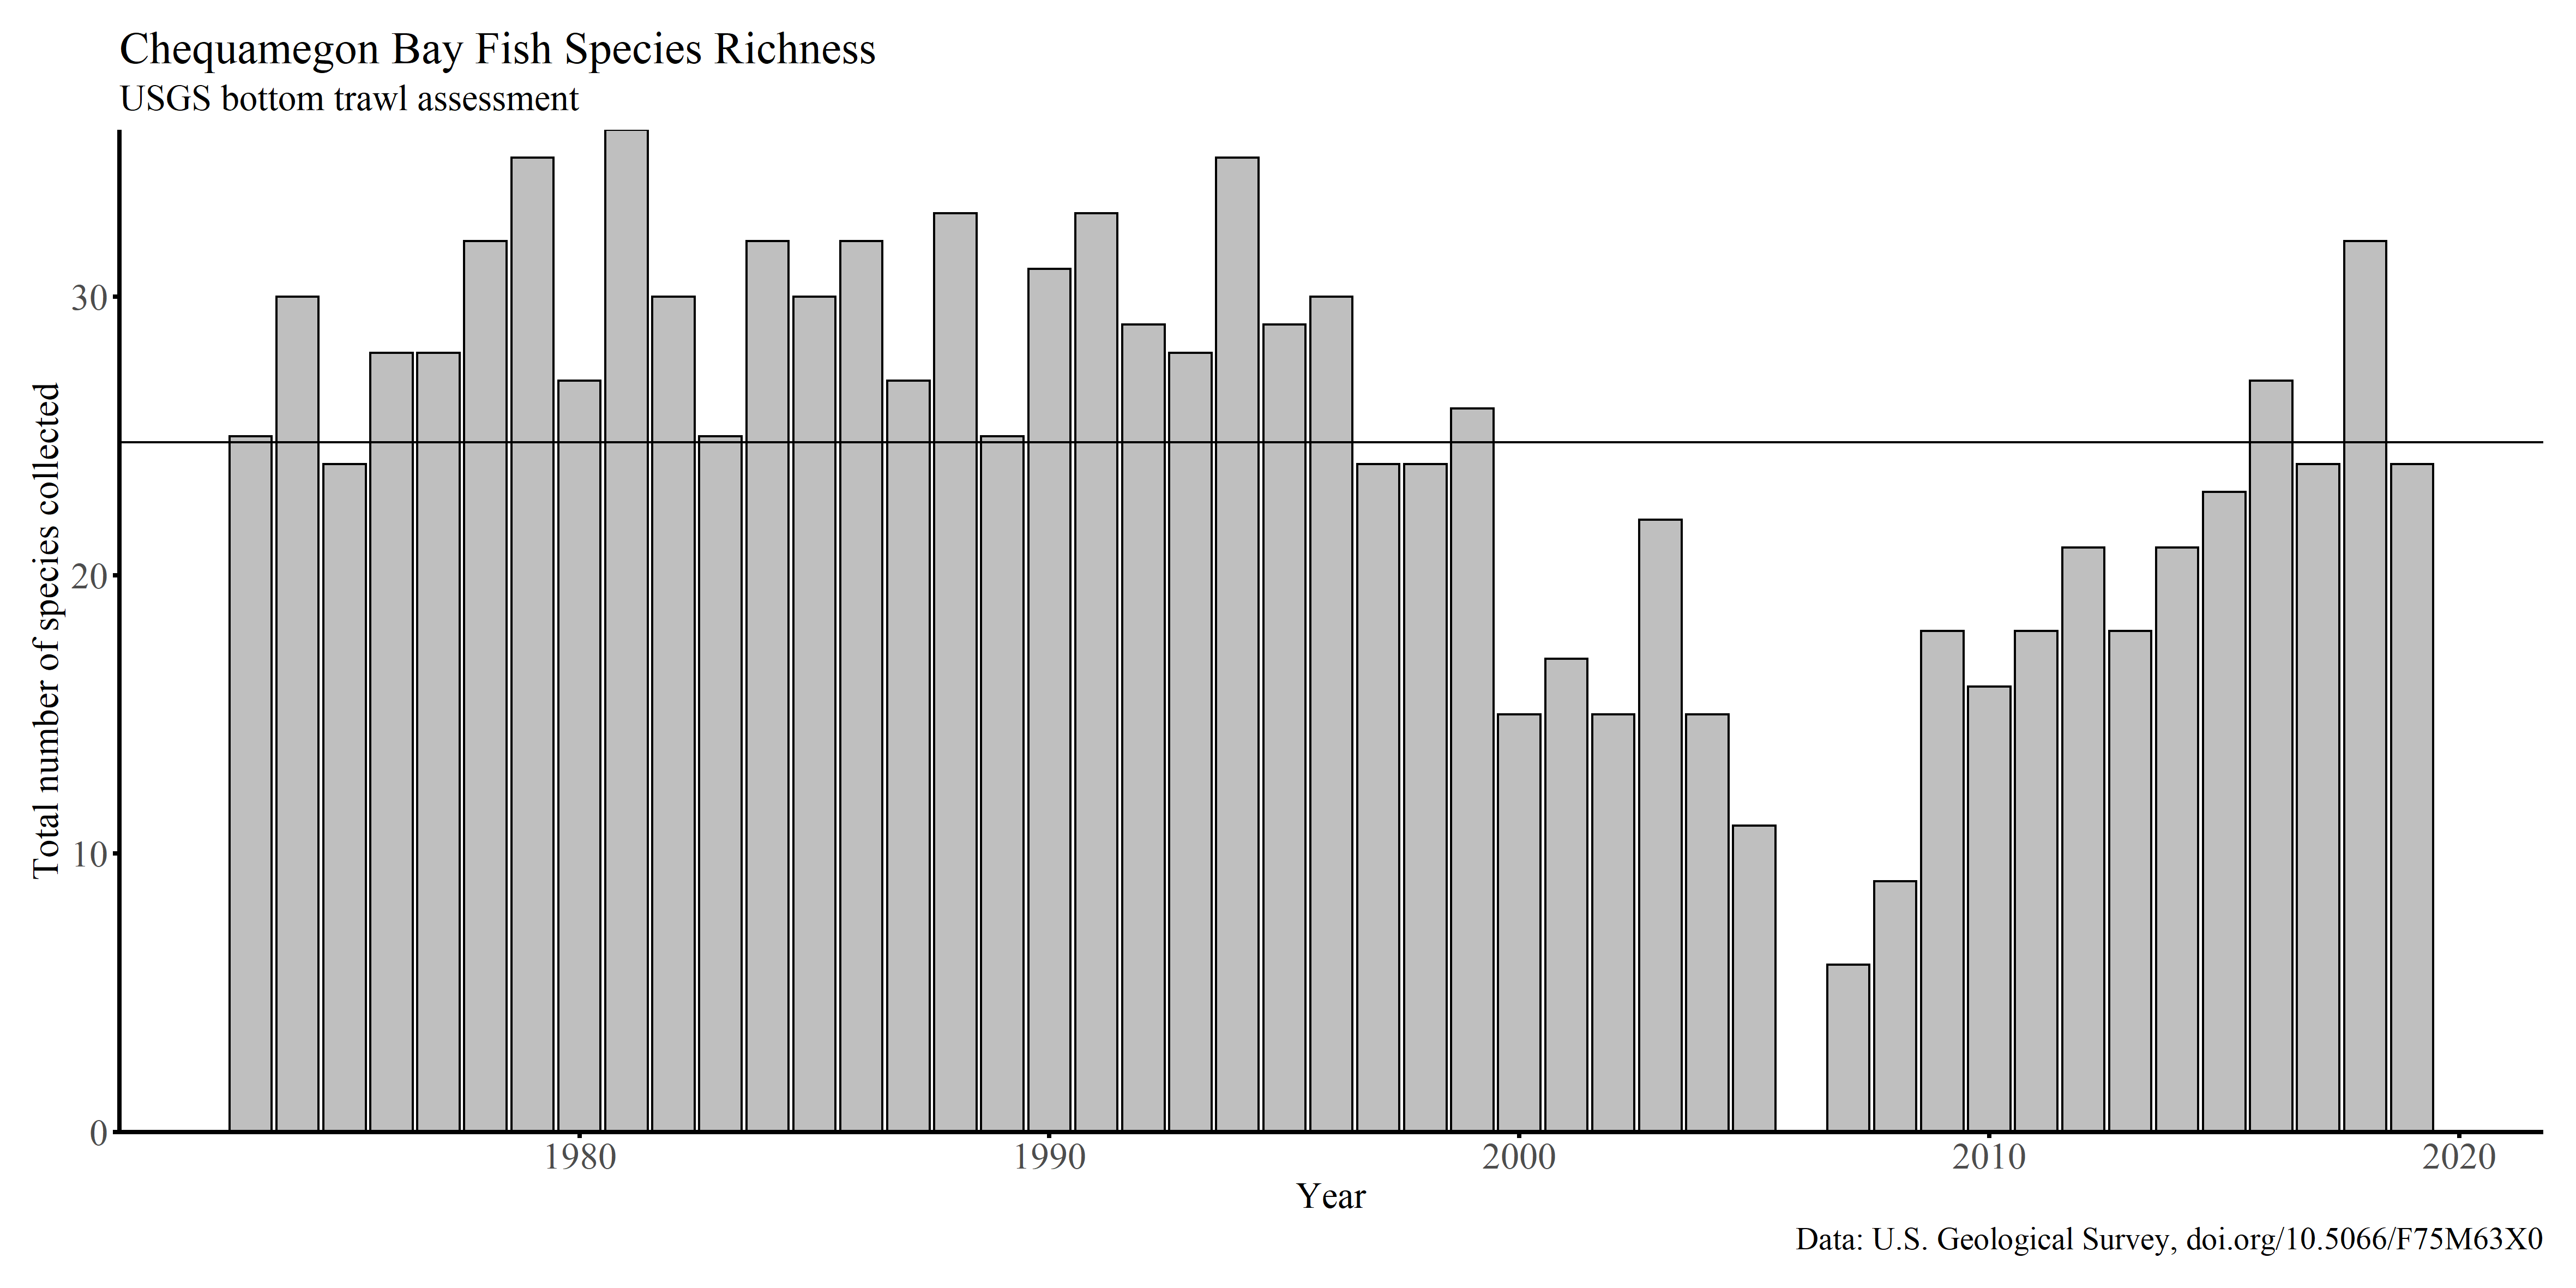 Chequamegon Bay Fish Species Richness
USGS bottom trawl assessment
Total number of species collected
30
20
10
0
1980
1990
2000
2010
2020
Year
Data: U.S. Geological Survey, doi.org/10.5066/F75M63X0